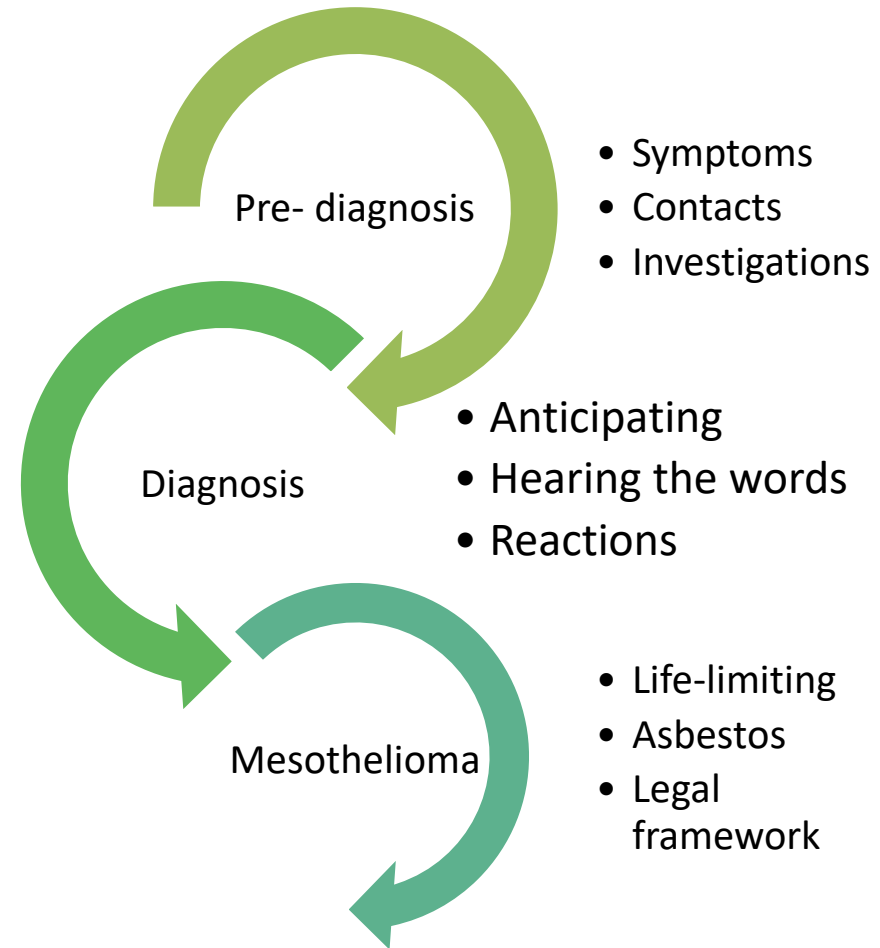 Pre- diagnosis
• Symptoms
• Contacts
• Investigations
Diagnosis
• Anticipating
• Hearing the words
• Reactions
Mesothelioma
• Life-limiting
• Asbestos
• Legal
framework